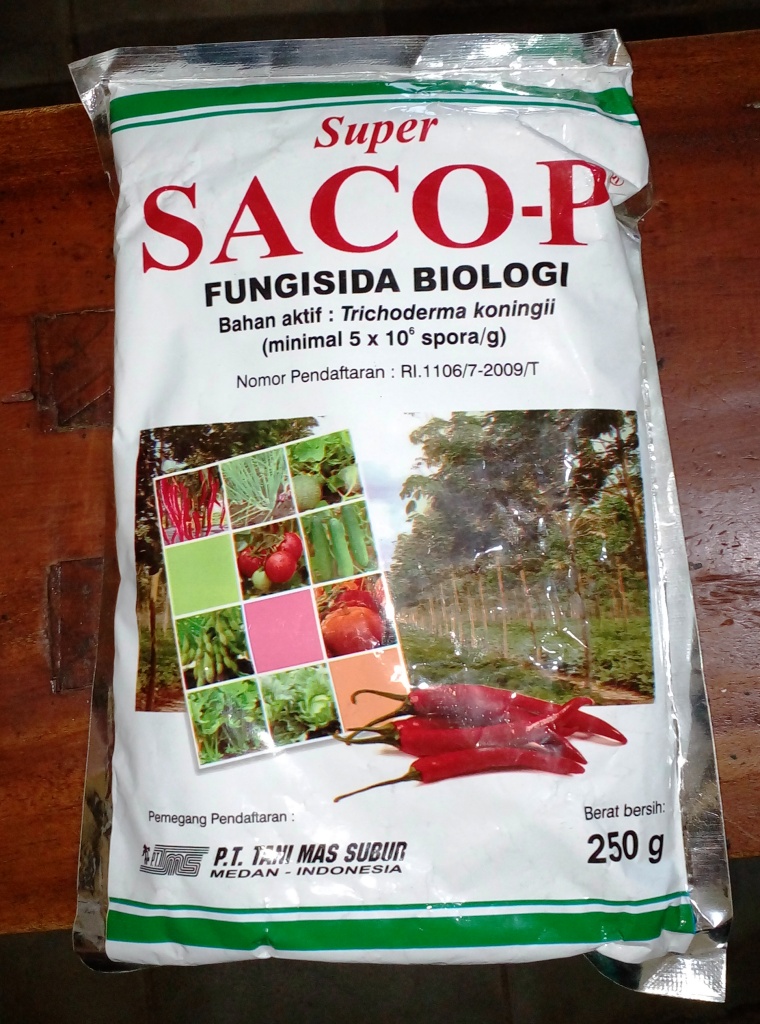 Super
SACO-P®
FUNGISIDA BIOLOGI
Bahan aktif : Trichoderma koningii
(minimal 5 x 10⁶ spora/g)
Nomor Pendaftaran : RI.1106/7-2009/T
Pemegang Pendaftaran :
TMS P.T. TANI MAS SUBUR
MEDAN - INDONESIA
Berat bersih:
250 g